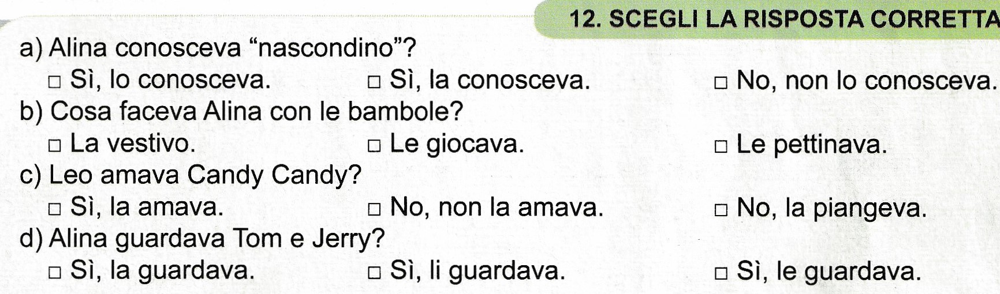 12. SCEGLI LA RISPOSTA CORRETTA
a) Alina conosceva “nascondino”?
□ Sì, lo conosceva. □ Sì, la conosceva. □ No, non lo conosceva.
b) Cosa faceva Alina con le bambole?
□ La vestivo. □ Le giocava. □ Le pettinava.
c) Leo amava Candy Candy?
□ Sì, la amava. □ No, non la amava. □ No, la piangeva.
d) Alina guardava Tom e Jerry?
□ Sì, la guardava. □ Sì, li guardava. □ Sì, le guardava.